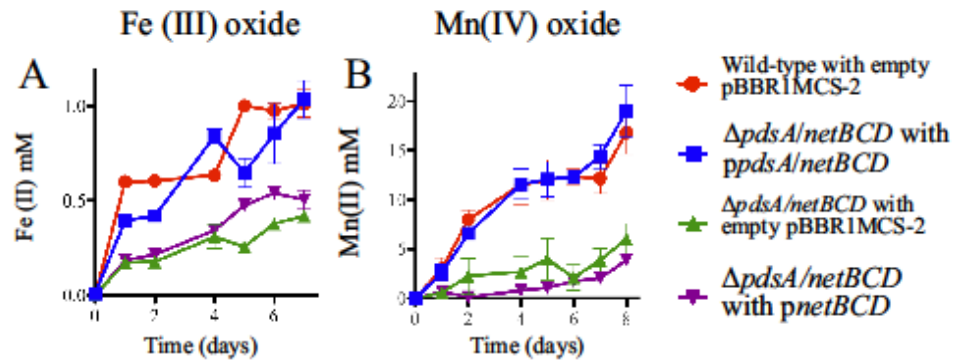 Fe (III) oxide
Mn(IV) oxide
A
B
Fe (II) mM
1.0
0.5
0.0
0
2
4
6
Time (days)
Mn(II) mM
20
15
10
5
0
0
2
4
6
8
Time (days)
Wild-type with empty
pBBR1MCS-2
ΔpdsA/netBCD with
ppdsA/netBCD
ΔpdsA/netBCD with
empty pBBR1MCS-2
ΔpdsA/netBCD
with pnetBCD